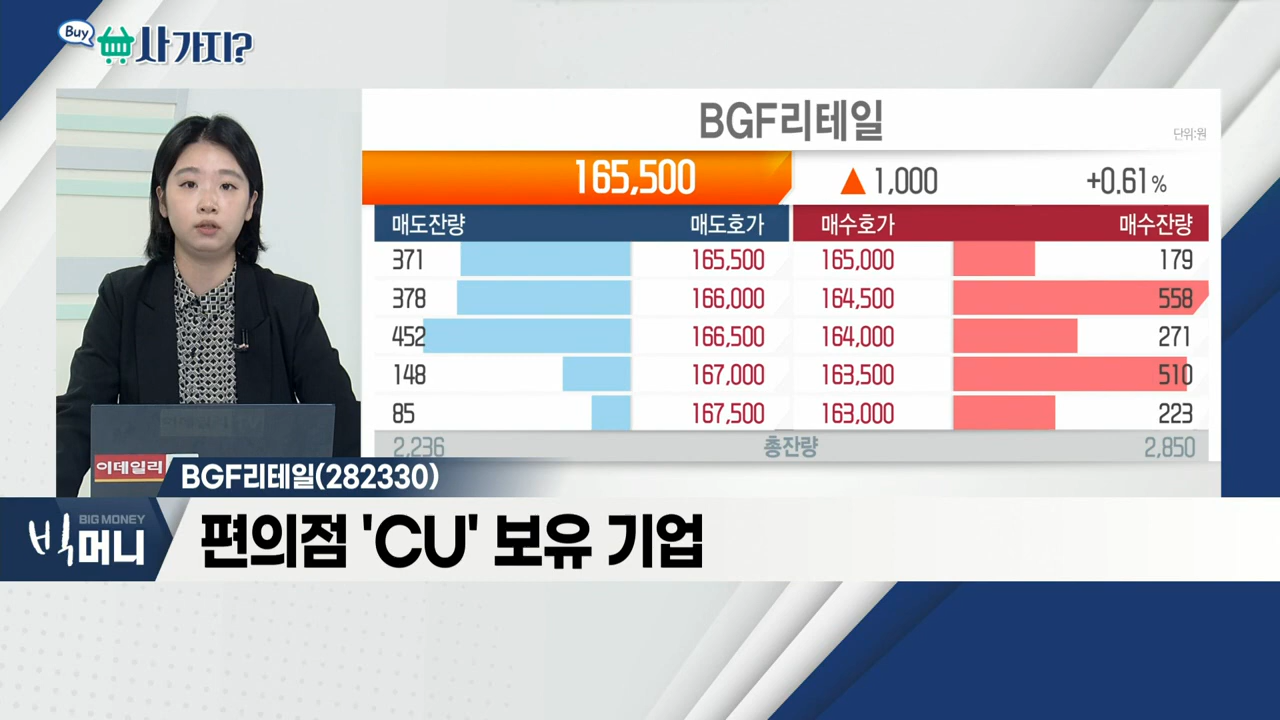 Buy 사가지?
BGF리테일
단위:원
165,500 ▲ 1,000 +0.61%
매도잔량 매도호가 매수호가 매수잔량
371 165,500 165,000 179
378 166,000 164,500 558
452 166,500 164,000 271
148 167,000 163,500 510
85 167,500 163,000 223
2,236 총잔량 2,850
이데일리
BGF리테일(282330)
BIG MONEY
빅머니
편의점 'CU' 보유 기업